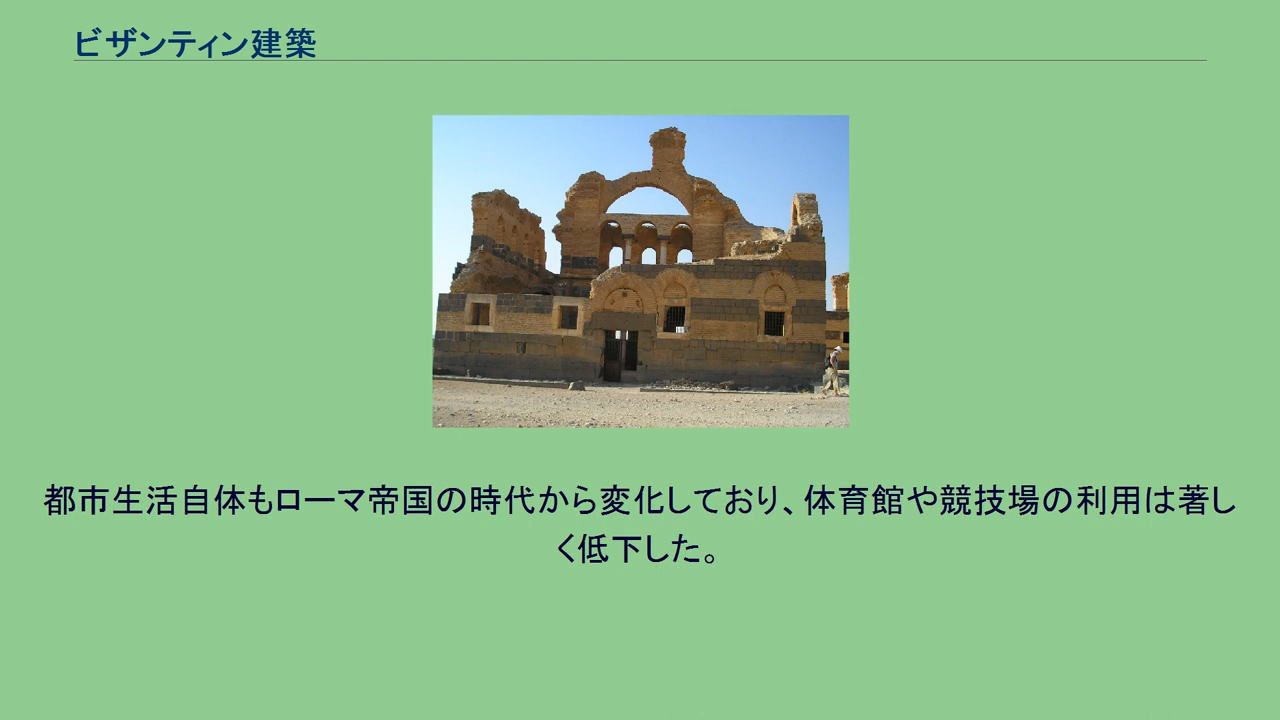 ビザンティン建築
都市生活自体もローマ帝国の時代から変化しており、体育館や競技場の利用は著し
く低下した。